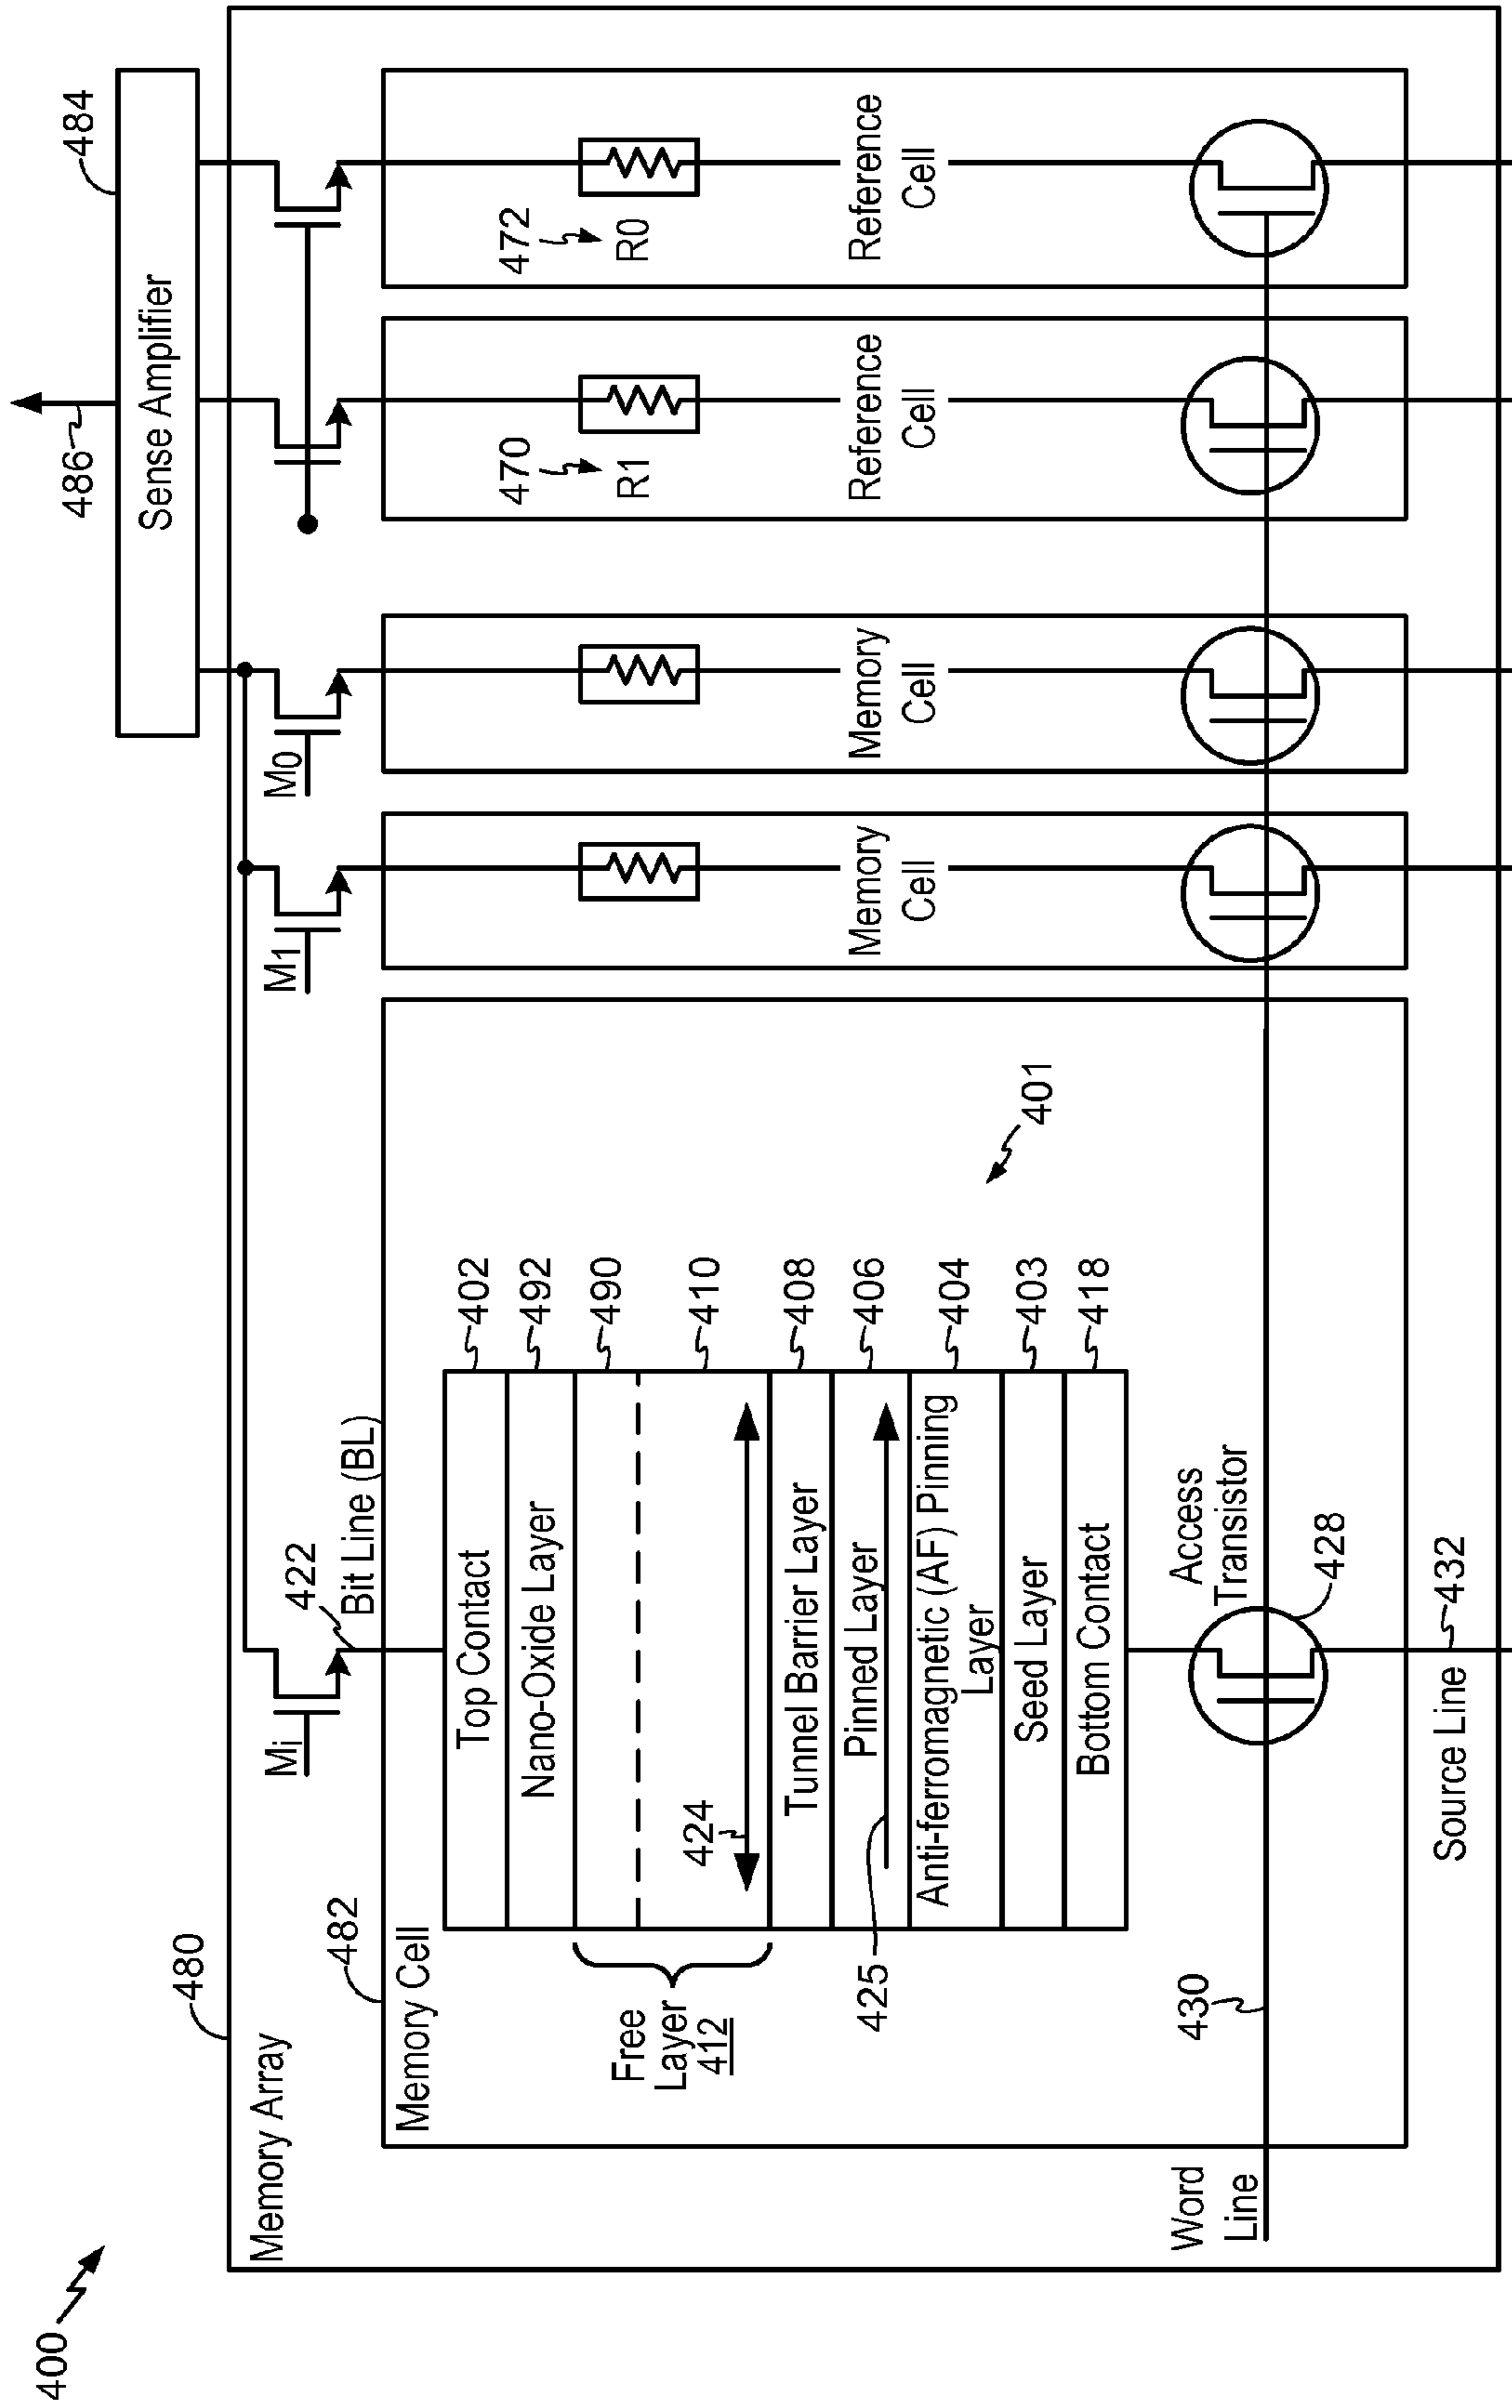 400
480
Memory Array
482
Memory Cell
484
Sense Amplifier
486
Mi
M1
M0
422
Bit Line (BL)
Top Contact
402
Nano-Oxide Layer
492
490
Free
Layer
412
424
410
Tunnel Barrier Layer
408
Pinned Layer
406
425
Anti-ferromagnetic (AF) Pinning
Layer
404
Seed Layer
403
Bottom Contact
418
401
Access
Transistor
428
Word
Line
430
Source Line
432
Memory
Cell
Memory
Cell
470
R1
Reference
Cell
472
R0
Reference
Cell